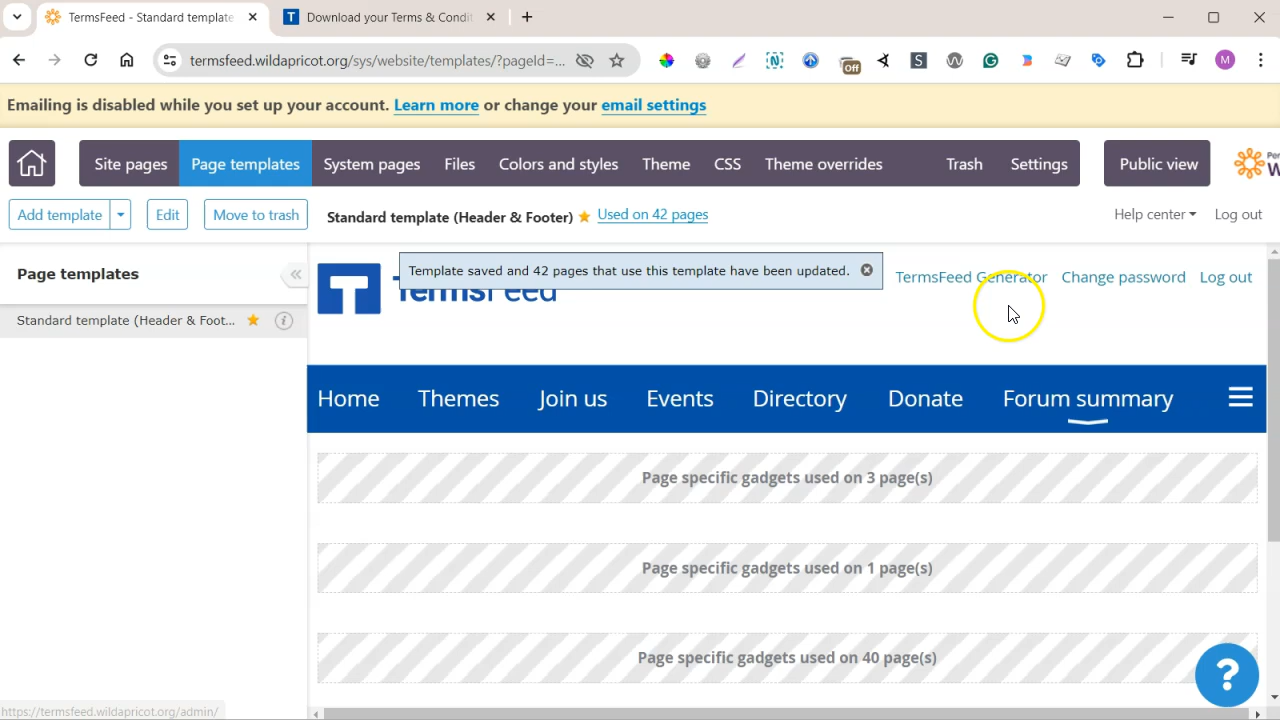 TermsFeed - Standard template
Download your Terms & Condit
termsfeed.wildapricot.org/sys/website/templates/?pageId=...
Off
M
Emailing is disabled while you set up your account. Learn more or change your email settings
Site pages
Page templates
System pages
Files
Colors and styles
Theme
CSS
Theme overrides
Trash
Settings
Public view
Add template
Edit
Move to trash
Standard template (Header & Footer)
Used on 42 pages
Help center
Log out
Page templates
Standard template (Header & Foot...
Template saved and 42 pages that use this template have been updated.
TermsFeed
TermsFeed Generator
Change password
Log out
Home
Themes
Join us
Events
Directory
Donate
Forum summary
Page specific gadgets used on 3 page(s)
Page specific gadgets used on 1 page(s)
Page specific gadgets used on 40 page(s)
?
https://termsfeed.wildapricot.org/admin/